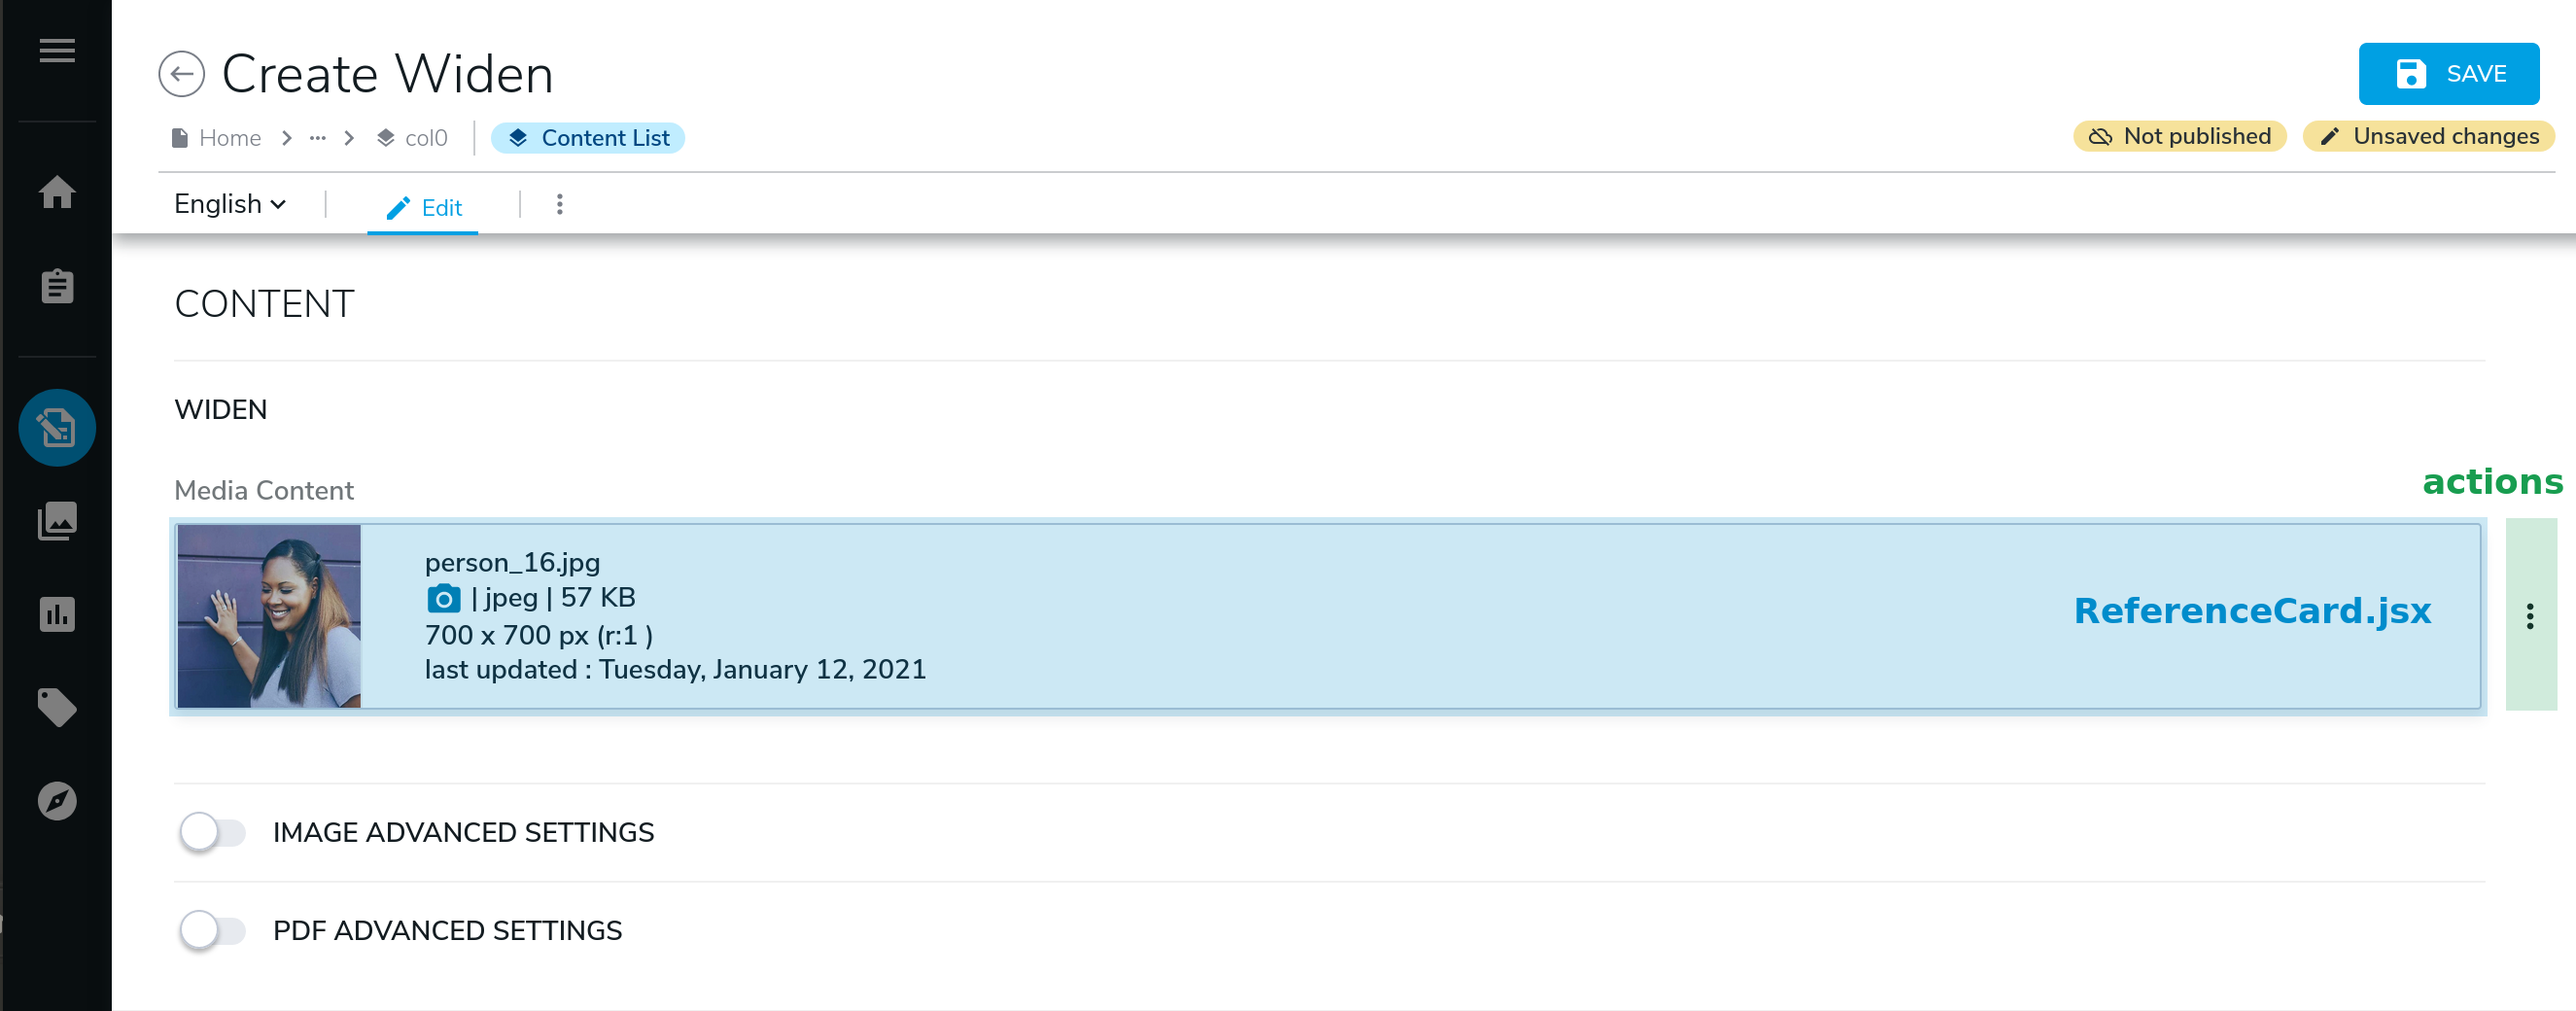 Create Widen
SAVE
Home
col0
Content List
Not published
Unsaved changes
English
Edit
CONTENT
WIDEN
Media Content
actions
person_16.jpg
| jpeg | 57 KB
700 x 700 px (r:1 )
last updated : Tuesday, January 12, 2021
ReferenceCard.jsx
IMAGE ADVANCED SETTINGS
PDF ADVANCED SETTINGS